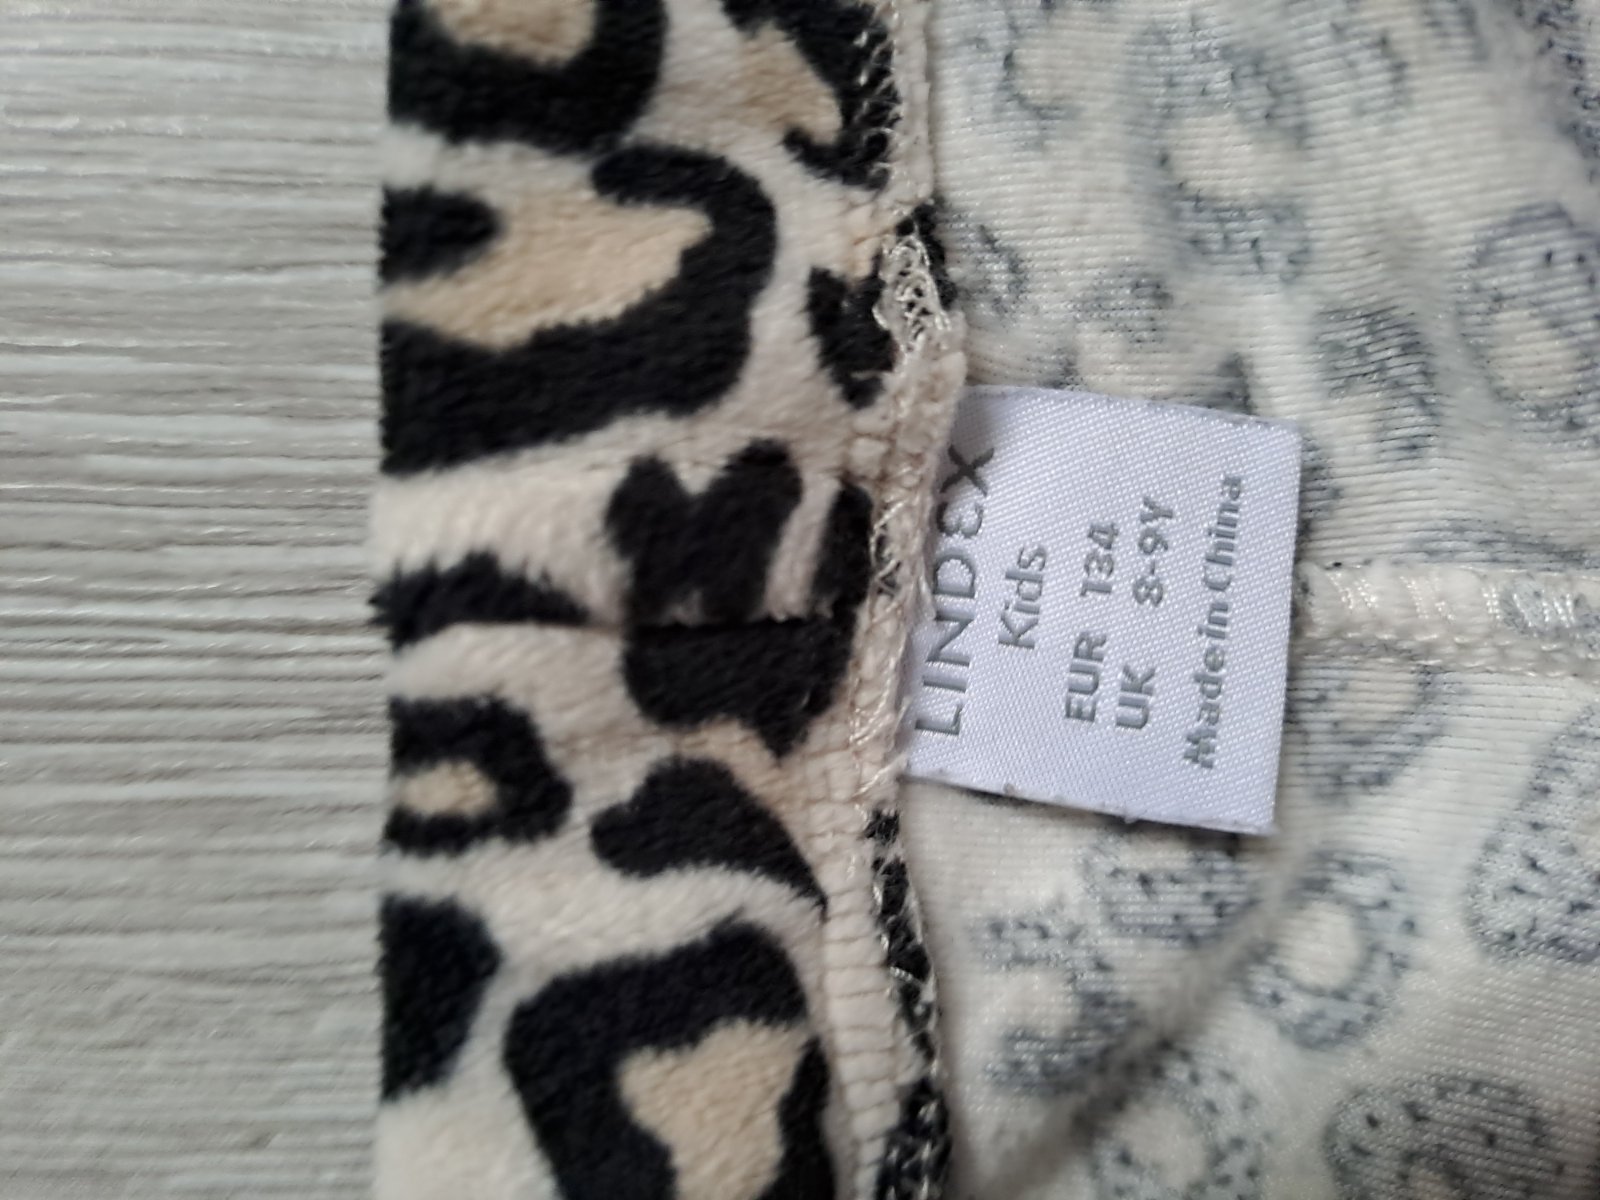 LINDEX
Kids
EUR 134
UK 8-9Y
Made in China